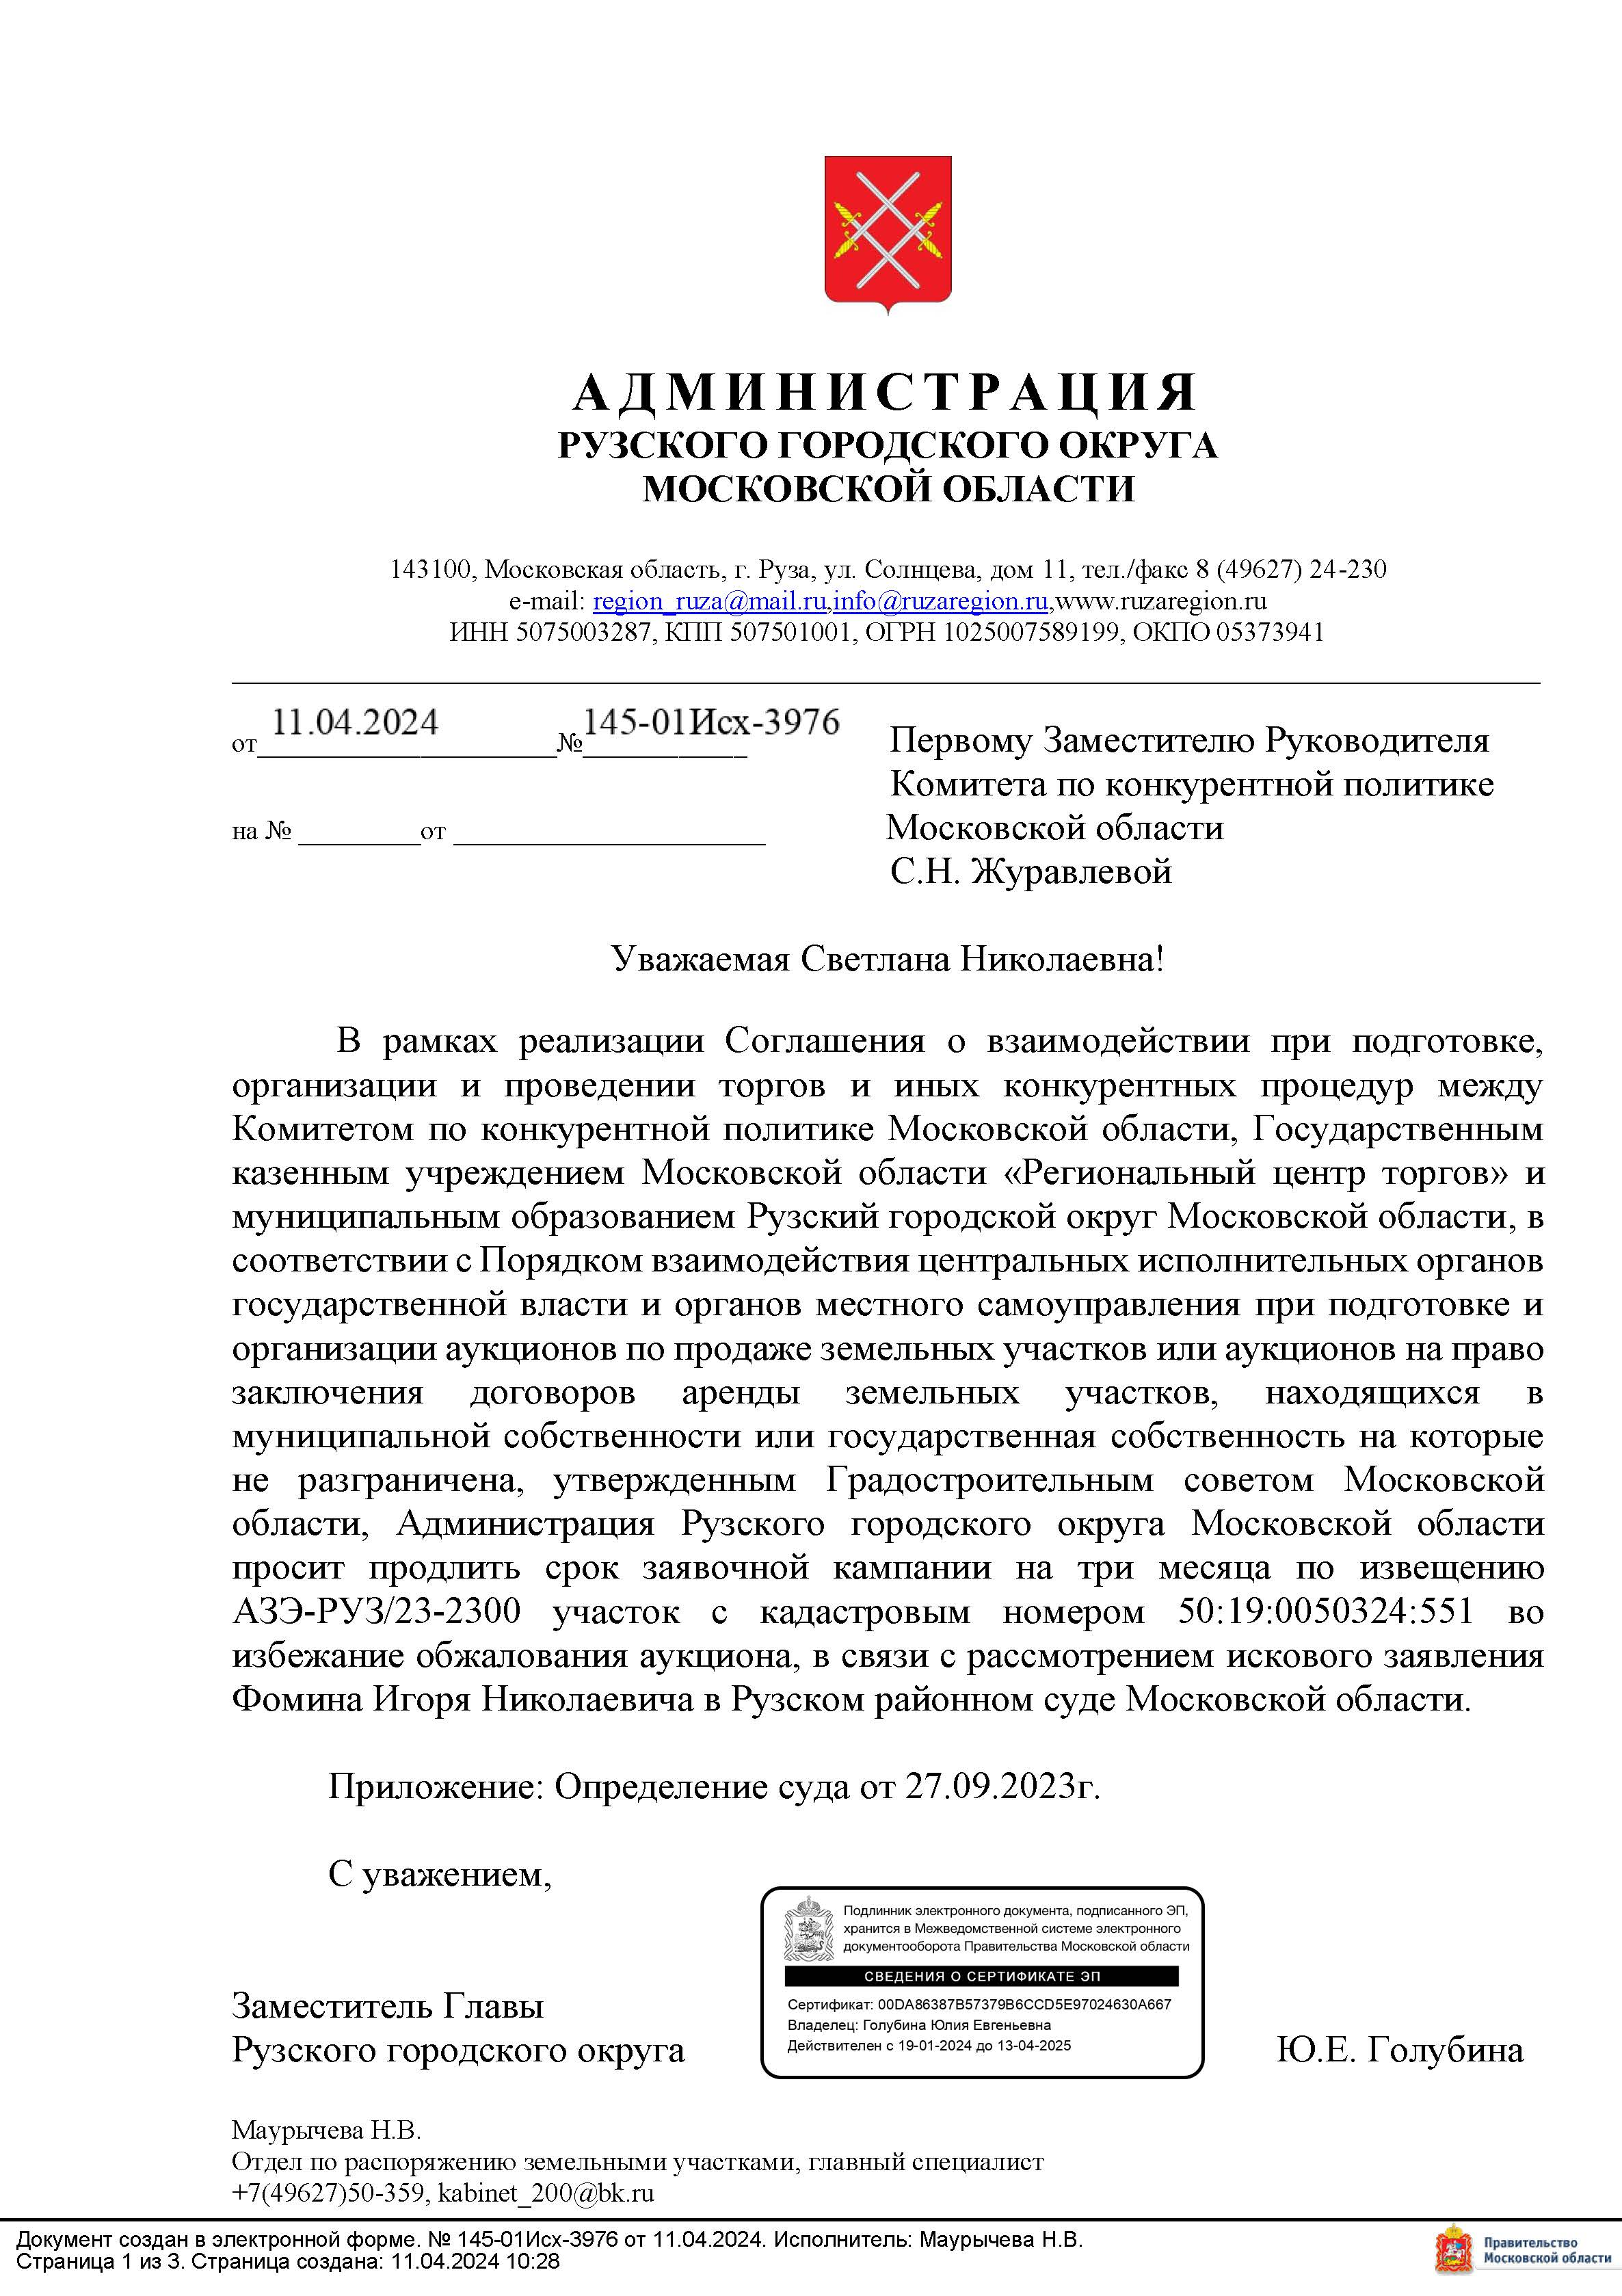 АДМИНИСТРАЦИЯ
РУЗСКОГО ГОРОДСКОГО ОКРУГА
МОСКОВСКОЙ ОБЛАСТИ
143100, Московская область, г. Руза, ул. Солнцева, дом 11, тел./факс 8 (49627) 24-230
e-mail: region_ruza@mail.ru,info@ruzaregion.ru,www.ruzaregion.ru
ИНН 5075003287, КПП 507501001, ОГРН 1025007589199, ОКПО 05373941
от 11.04.2024 № 145-01Исх-3976
на № ________ от ____________________
Первому Заместителю Руководителя
Комитета по конкурентной политике
Московской области
С.Н. Журавлевой
Уважаемая Светлана Николаевна!
В рамках реализации Соглашения о взаимодействии при подготовке,
организации и проведении торгов и иных конкурентных процедур между
Комитетом по конкурентной политике Московской области, Государственным
казенным учреждением Московской области «Региональный центр торгов» и
муниципальным образованием Рузский городской округ Московской области, в
соответствии с Порядком взаимодействия центральных исполнительных органов
государственной власти и органов местного самоуправления при подготовке и
организации аукционов по продаже земельных участков или аукционов на право
заключения договоров аренды земельных участков, находящихся в
муниципальной собственности или государственная собственность на которые
не разграничена, утвержденным Градостроительным советом Московской
области, Администрация Рузского городского округа Московской области
просит продлить срок заявочной кампании на три месяца по извещению
АЗЭ-РУЗ/23-2300 участок с кадастровым номером 50:19:0050324:551 во
избежание обжалования аукциона, в связи с рассмотрением искового заявления
Фомина Игоря Николаевича в Рузском районном суде Московской области.
Приложение: Определение суда от 27.09.2023г.
С уважением,
Подлинник электронного документа, подписанного ЭП,
хранится в Межведомственной системе электронного
документооборота Правительства Московской области
СВЕДЕНИЯ О СЕРТИФИКАТЕ ЭП
Сертификат: 00DA86387B57379B6CCD5E97024630A667
Владелец: Голубина Юлия Евгеньевна
Действителен с 19-01-2024 до 13-04-2025
Заместитель Главы
Рузского городского округа
Ю.Е. Голубина
Маурычева Н.В.
Отдел по распоряжению земельными участками, главный специалист
+7(49627)50-359, kabinet_200@bk.ru
Документ создан в электронной форме. № 145-01Исх-3976 от 11.04.2024. Исполнитель: Маурычева Н.В.
Страница 1 из 3. Страница создана: 11.04.2024 10:28
Правительство
Московской области